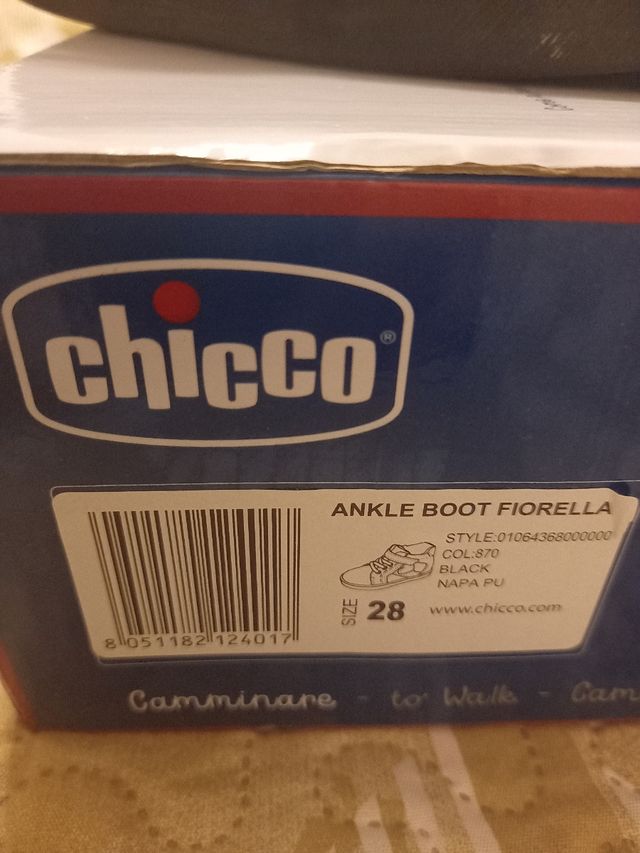 chicco®
ANKLE BOOT FIORELLA
STYLE:01064368000000
COL:870
BLACK
NAPA PU
SIZE 28
www.chicco.com
8 051182 124017
Camminare - to Walk - Cam